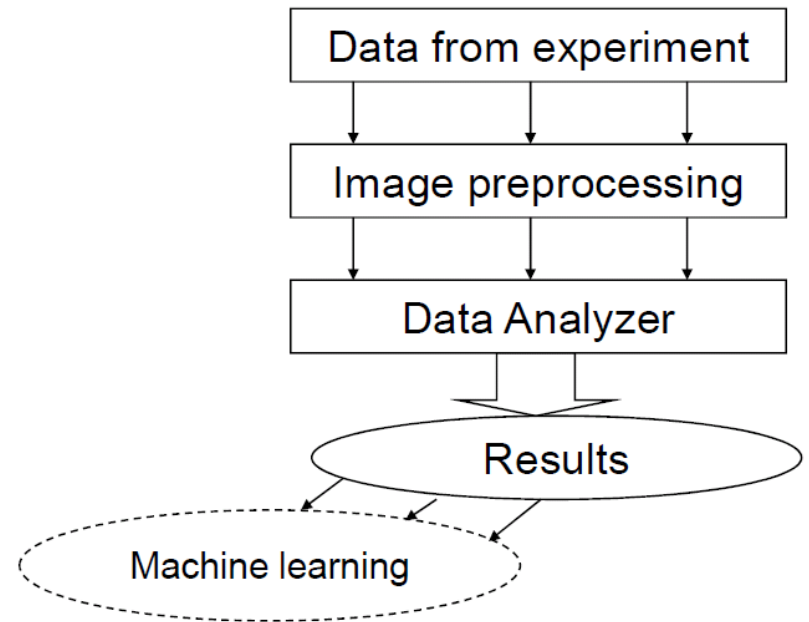 Data from experiment
Image preprocessing
Data Analyzer
Results
Machine learning